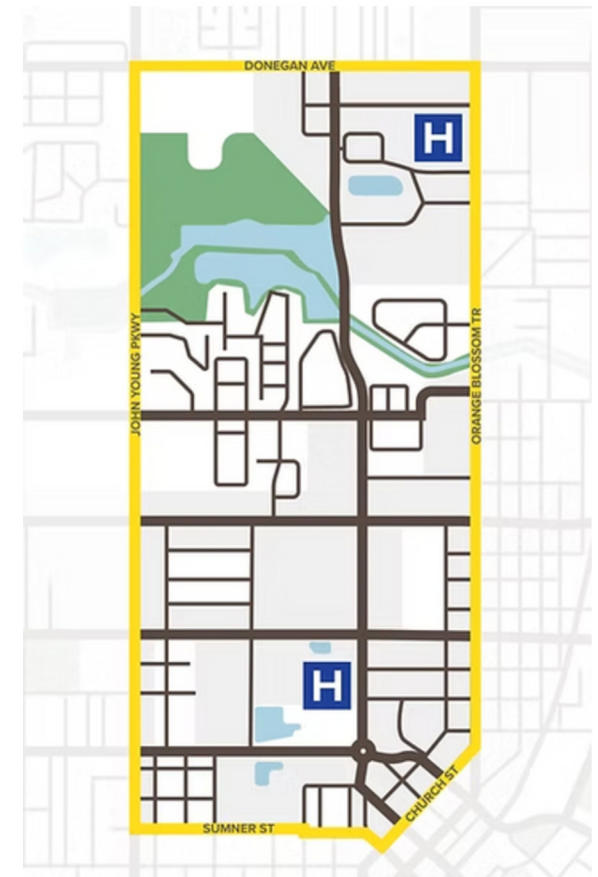 DONEGAN AVE
H
JOHN YOUNG PKWY
ORANGE BLOSSOM TR
H
CHURCH ST
SUMNER ST